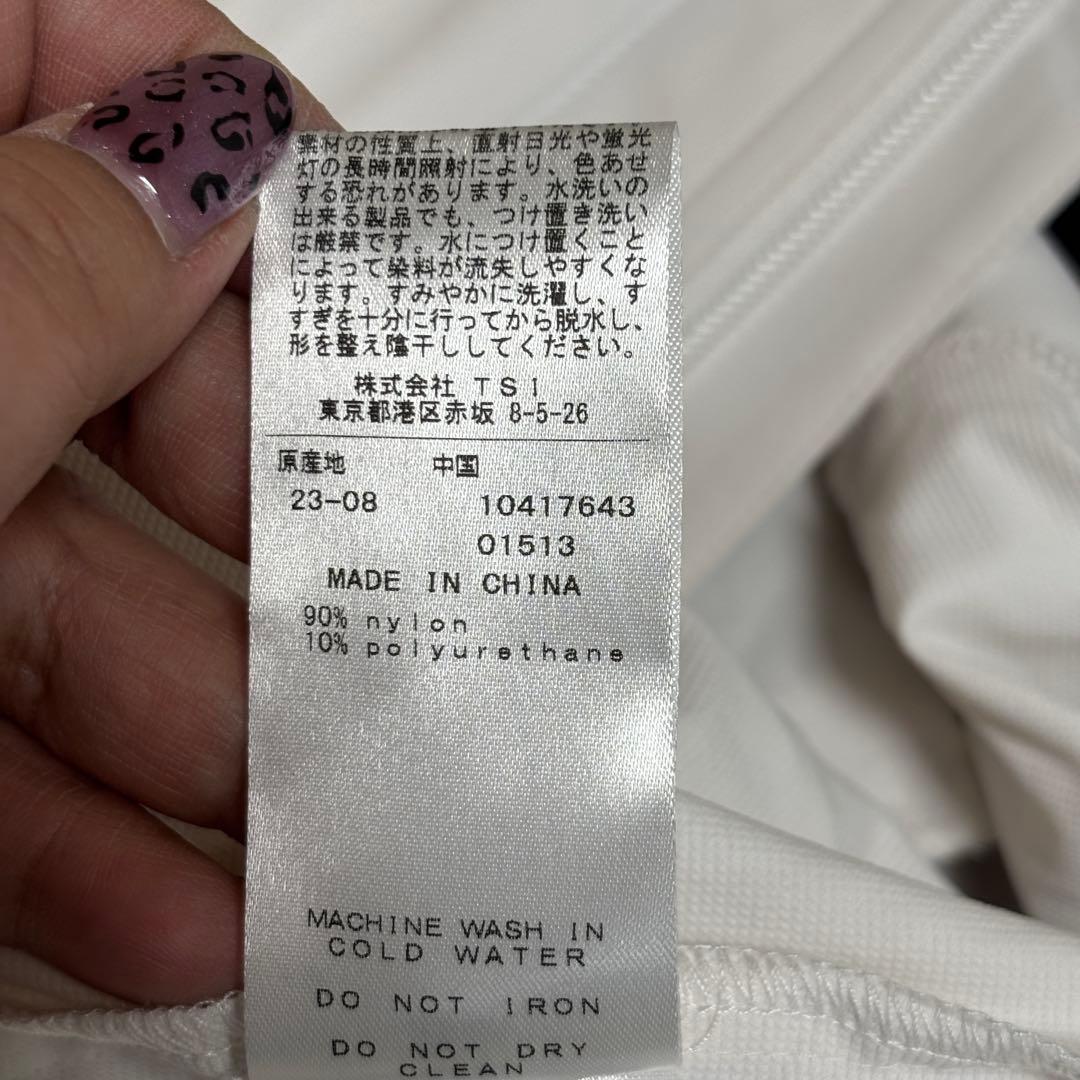 素材の性質上、直射日光や蛍光
灯の長時間照射により、色あせ
する恐れがあります。水洗いの
出来る製品でも、つけ置き洗い
は厳禁です。水につけ置くこと
によって染料が流失しやすくな
ります。すみやかに洗濯し、す
すぎを十分に行ってから脱水し、
形を整え陰干ししてください。
株式会社 TSI
東京都港区赤坂 8-5-26
原産地 中国
23-08 10417643
01513
MADE IN CHINA
90% nylon
10% polyurethane
MACHINE WASH IN
COLD WATER
DO NOT IRON
DO NOT DRY
CLEAN